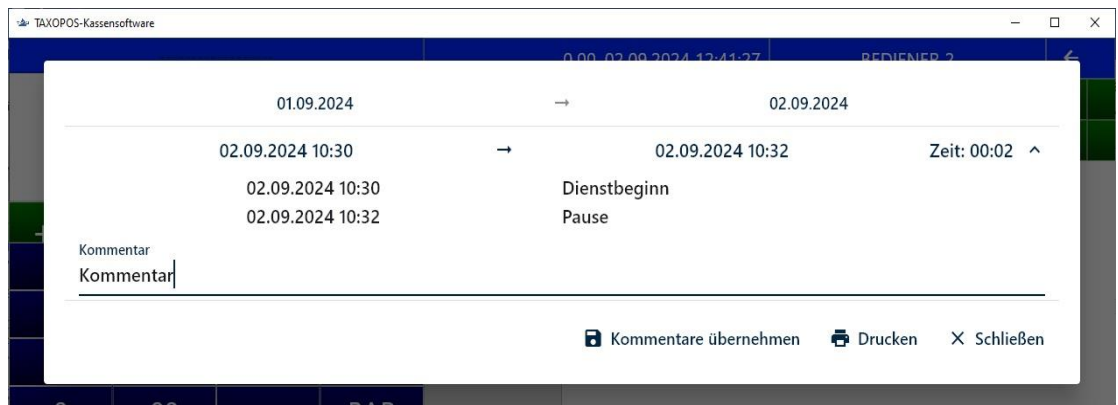 TAXOPOS-Kassensoftware
0,00 02.09.2024 12:41:27 BEDIENER 2
01.09.2024 → 02.09.2024
02.09.2024 10:30 → 02.09.2024 10:32 Zeit: 00:02
02.09.2024 10:30 Dienstbeginn
02.09.2024 10:32 Pause
Kommentar
Kommentar
Kommentare übernehmen Drucken Schließen
BAR